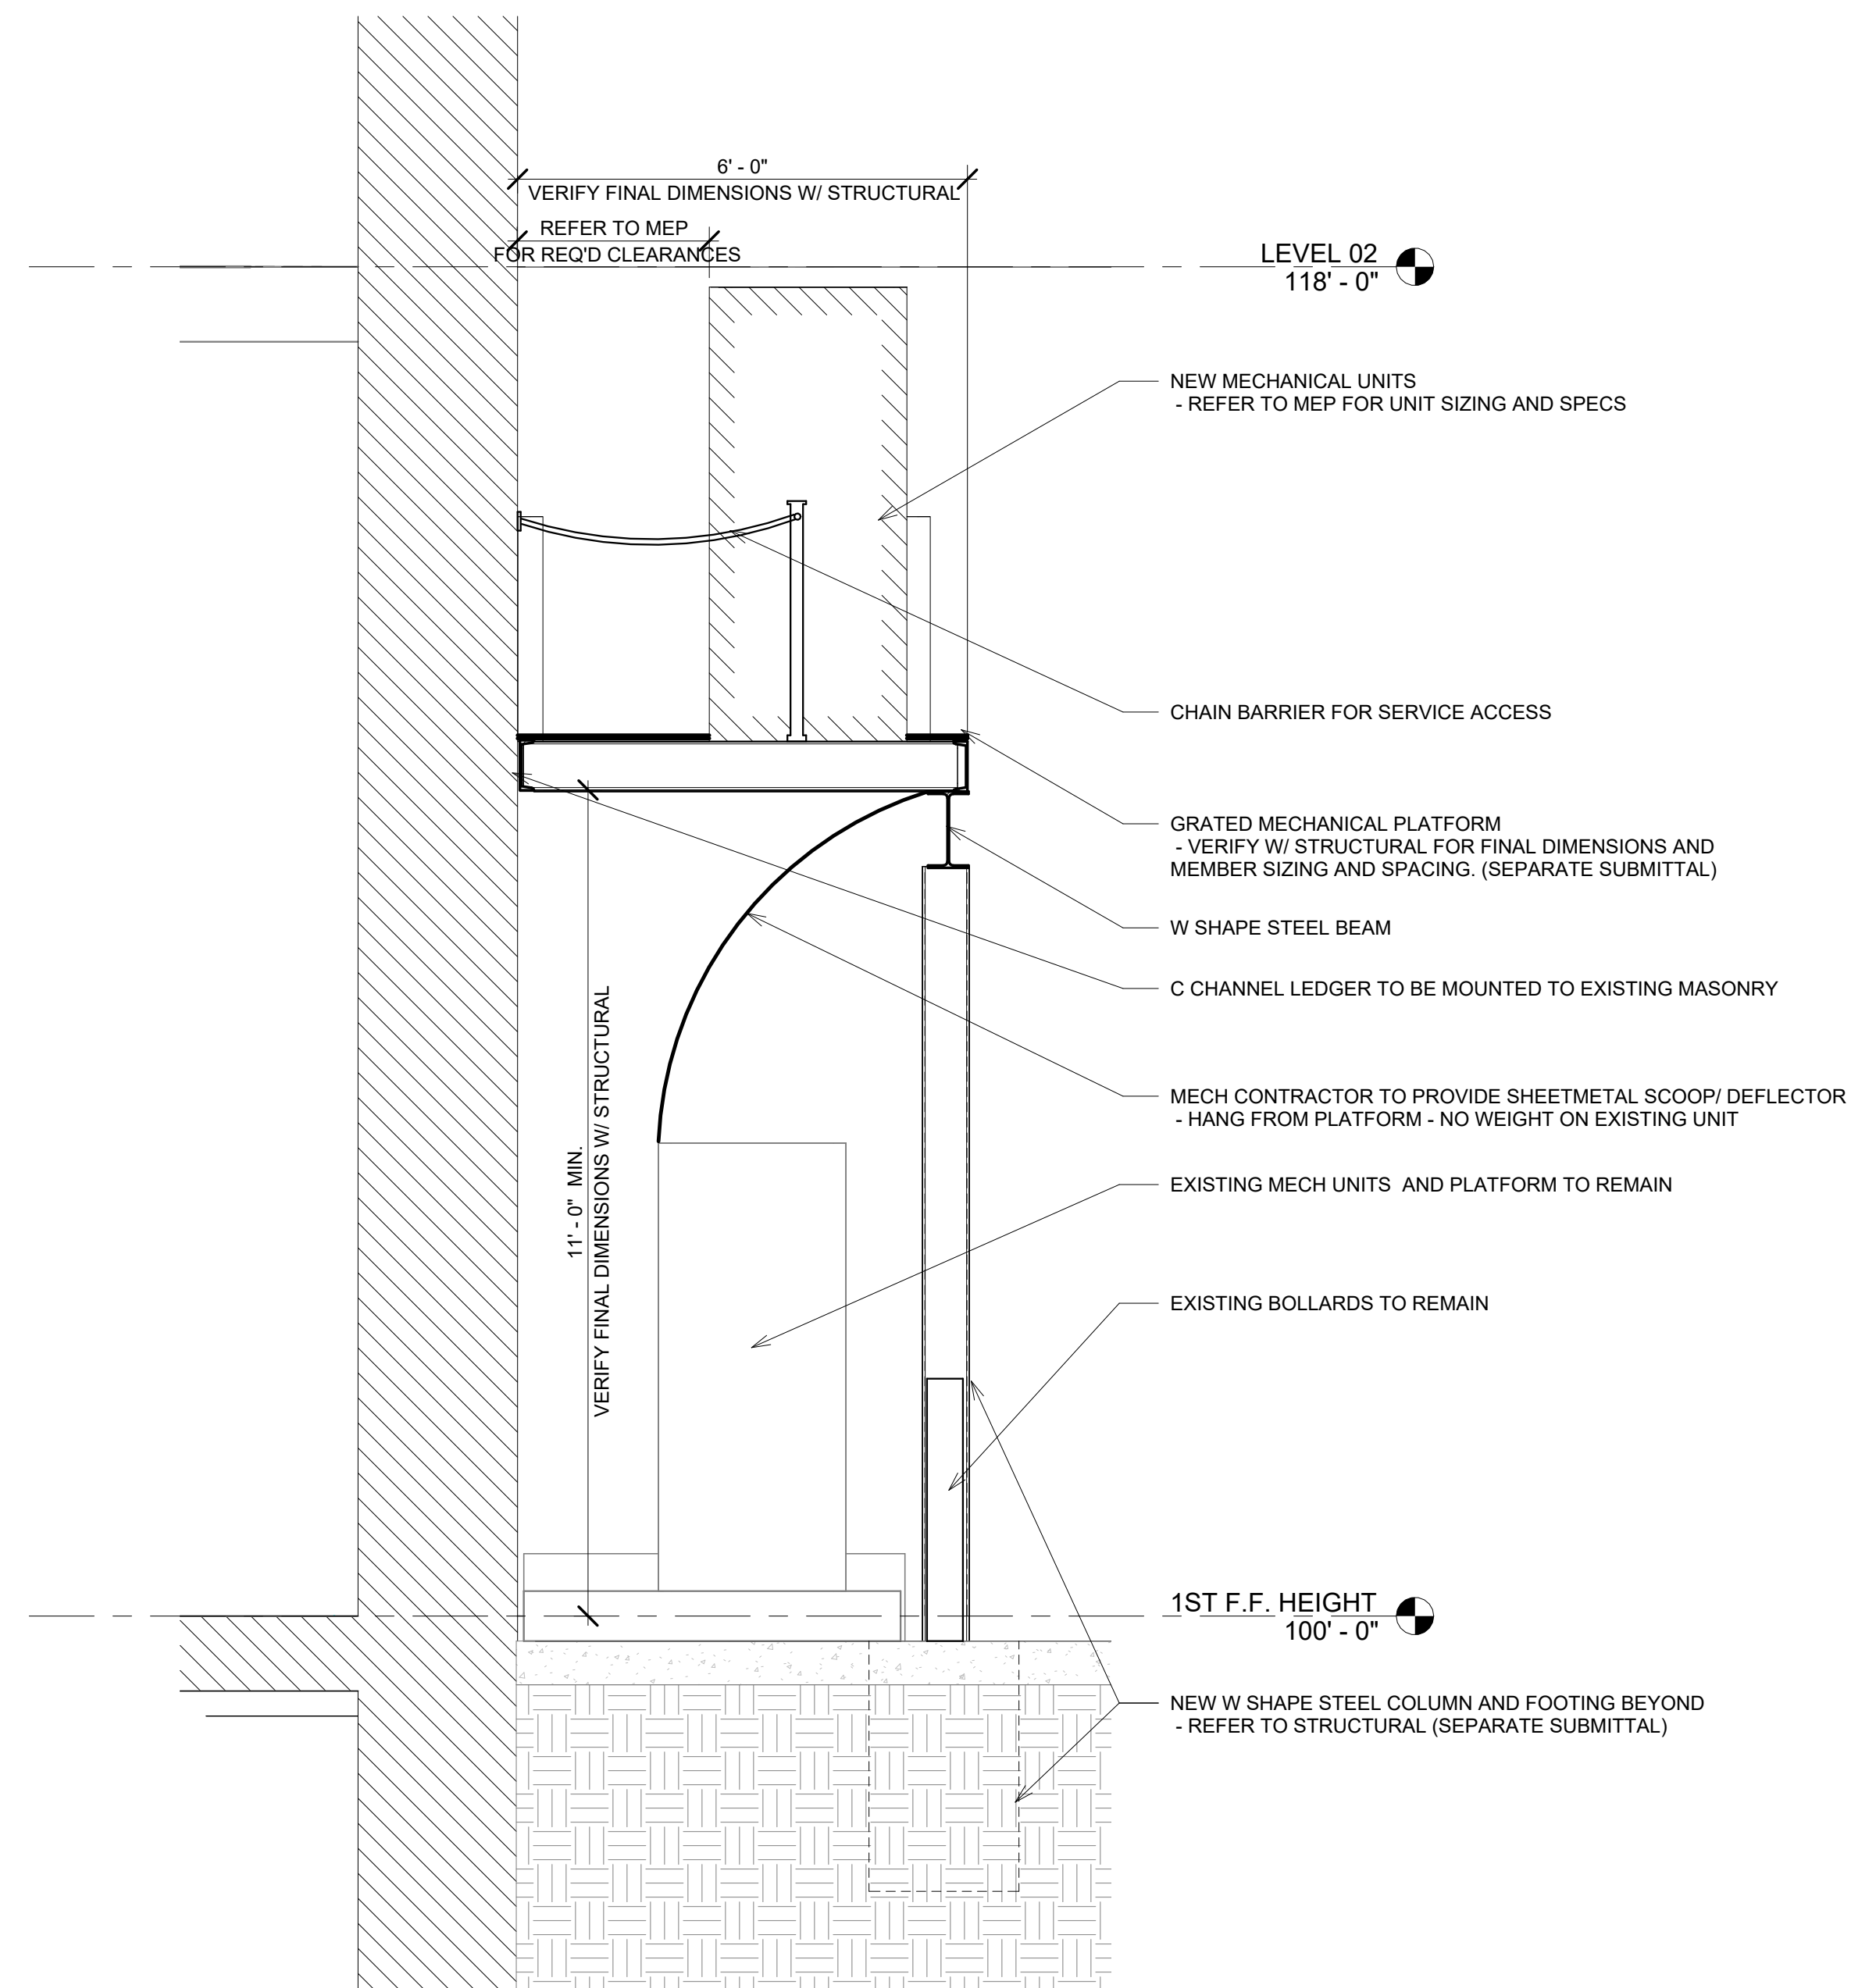 6' - 0"
VERIFY FINAL DIMENSIONS W/ STRUCTURAL
REFER TO MEP
FOR REQ'D CLEARANCES
LEVEL 02
118' - 0"
NEW MECHANICAL UNITS
- REFER TO MEP FOR UNIT SIZING AND SPECS
CHAIN BARRIER FOR SERVICE ACCESS
GRATED MECHANICAL PLATFORM
- VERIFY W/ STRUCTURAL FOR FINAL DIMENSIONS AND
MEMBER SIZING AND SPACING. (SEPARATE SUBMITTAL)
W SHAPE STEEL BEAM
C CHANNEL LEDGER TO BE MOUNTED TO EXISTING MASONRY
11' - 0" MIN.
VERIFY FINAL DIMENSIONS W/ STRUCTURAL
MECH CONTRACTOR TO PROVIDE SHEETMETAL SCOOP/ DEFLECTOR
- HANG FROM PLATFORM - NO WEIGHT ON EXISTING UNIT
EXISTING MECH UNITS AND PLATFORM TO REMAIN
EXISTING BOLLARDS TO REMAIN
1ST F.F. HEIGHT
100' - 0"
NEW W SHAPE STEEL COLUMN AND FOOTING BEYOND
- REFER TO STRUCTURAL (SEPARATE SUBMITTAL)